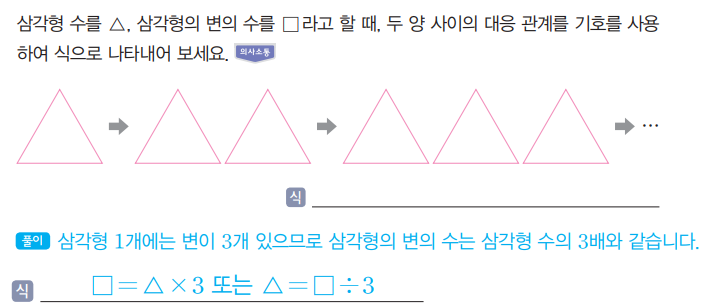 삼각형 수를 △, 삼각형의 변의 수를 □라고 할 때, 두 양 사이의 대응 관계를 기호를 사용
하여 식으로 나타내어 보세요. 의사소통
…
식
풀이 삼각형 1개에는 변이 3개 있으므로 삼각형의 변의 수는 삼각형 수의 3배와 같습니다.
식 □=△×3 또는 △=□÷3